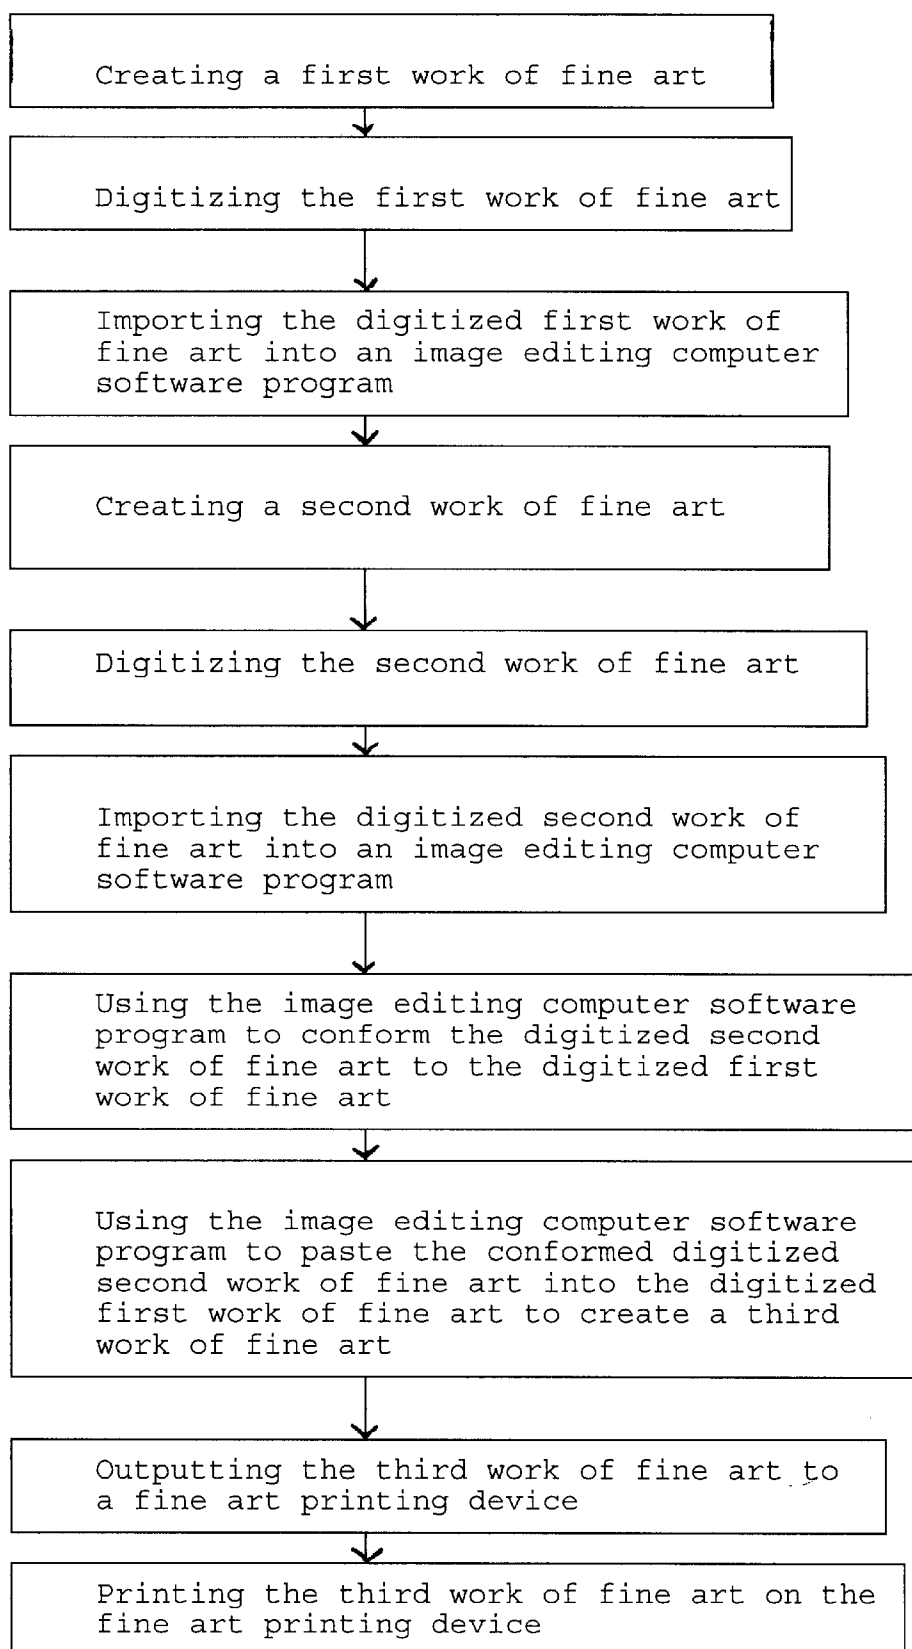 Creating a first work of fine art
Digitizing the first work of fine art
Importing the digitized first work of
fine art into an image editing computer
software program
Creating a second work of fine art
Digitizing the second work of fine art
Importing the digitized second work of
fine art into an image editing computer
software program
Using the image editing computer software
program to conform the digitized second
work of fine art to the digitized first
work of fine art
Using the image editing computer software
program to paste the conformed digitized
second work of fine art into the digitized
first work of fine art to create a third
work of fine art
Outputting the third work of fine art to
a fine art printing device
Printing the third work of fine art on the
fine art printing device